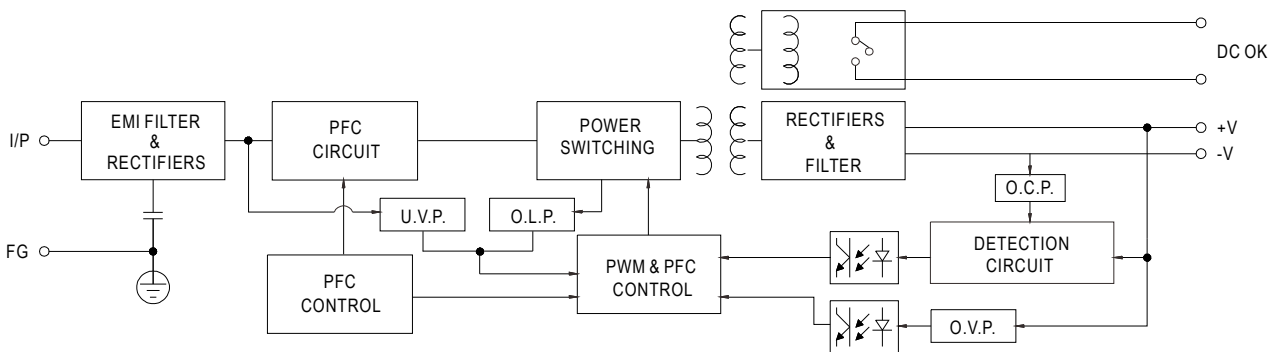 DC OK
I/P
EMI FILTER
&
RECTIFIERS
PFC
CIRCUIT
POWER
SWITCHING
RECTIFIERS
&
FILTER
+V
-V
O.C.P.
U.V.P.
O.L.P.
FG
PFC
CONTROL
PWM & PFC
CONTROL
DETECTION
CIRCUIT
O.V.P.